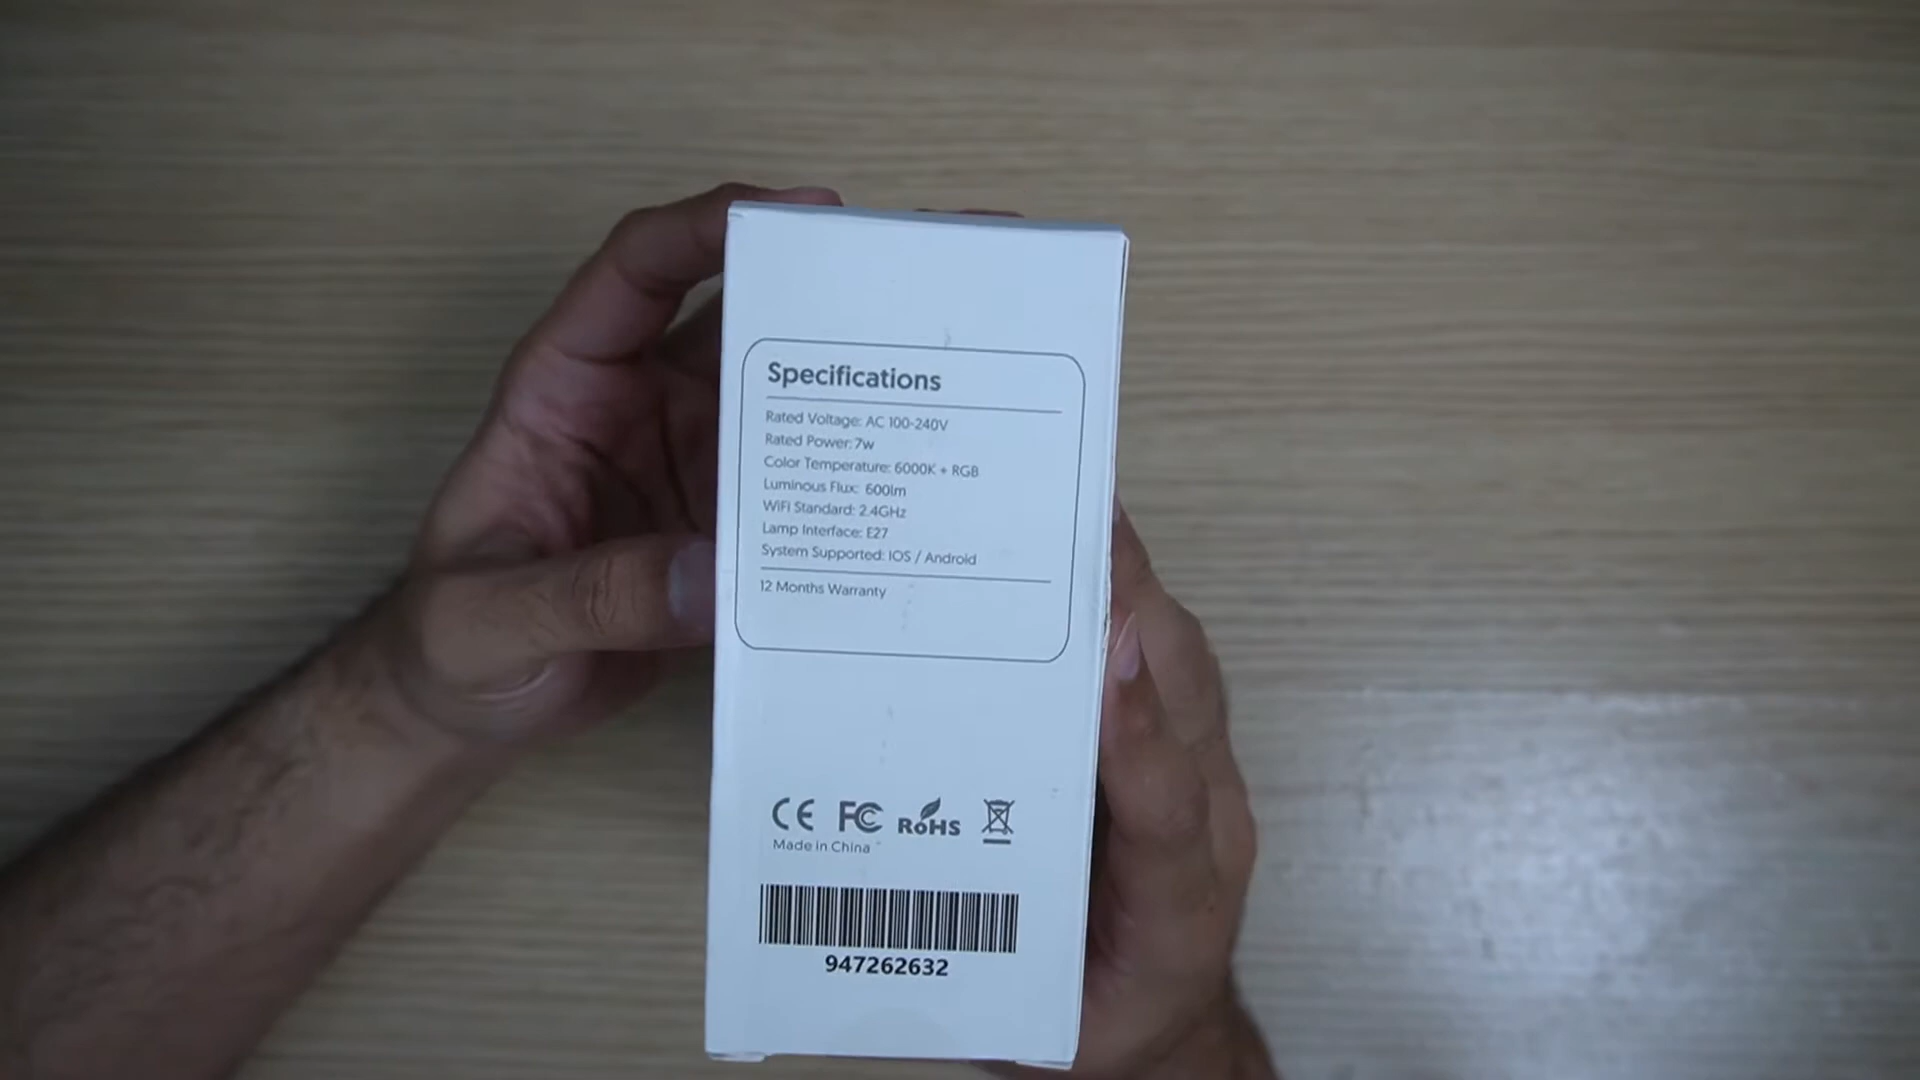 Specifications
Rated Voltage: AC 100-240V
Rated Power: 7w
Color Temperature: 6000K + RGB
Luminous Flux: 600lm
WiFi Standard: 2.4GHz
Lamp Interface: E27
System Supported: IOS / Android
12 Months Warranty
CE FC RoHS
Made in China
947262632